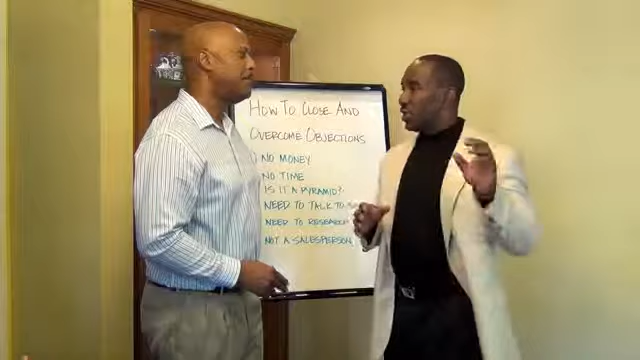 How To Close And
Overcome Objections
No Money
No Time
Is it a Pyramid?
Need to Talk to
Need to Research
Not a Salesperson